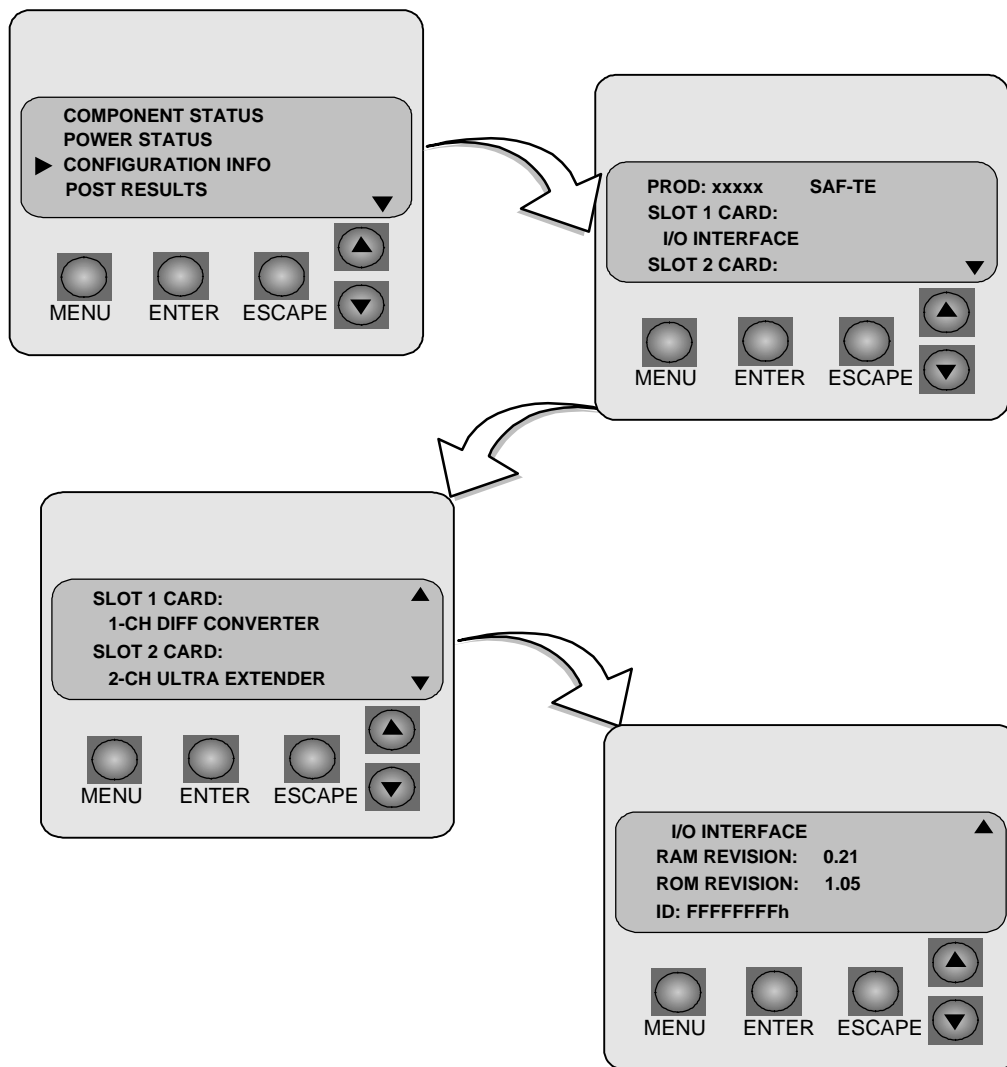 COMPONENT STATUS
POWER STATUS
CONFIGURATION INFO
POST RESULTS
MENU ENTER ESCAPE
PROD: xxxxx SAF-TE
SLOT 1 CARD:
I/O INTERFACE
SLOT 2 CARD:
MENU ENTER ESCAPE
SLOT 1 CARD:
1-CH DIFF CONVERTER
SLOT 2 CARD:
2-CH ULTRA EXTENDER
MENU ENTER ESCAPE
I/O INTERFACE
RAM REVISION: 0.21
ROM REVISION: 1.05
ID: FFFFFFFFh
MENU ENTER ESCAPE